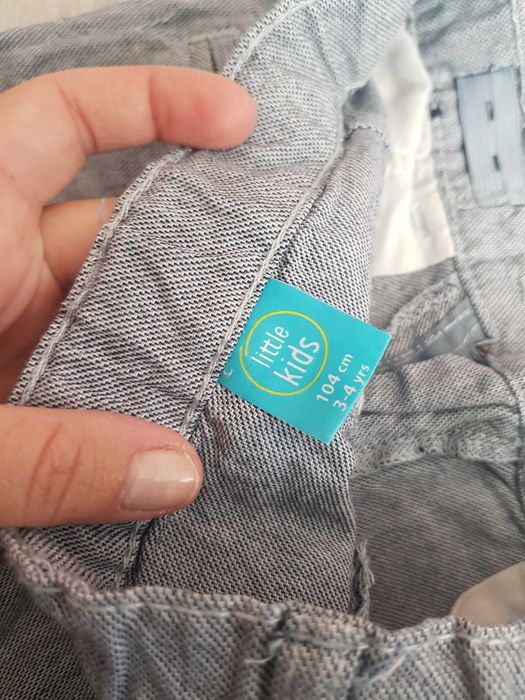 little
kids
104 cm
3-4 yrs